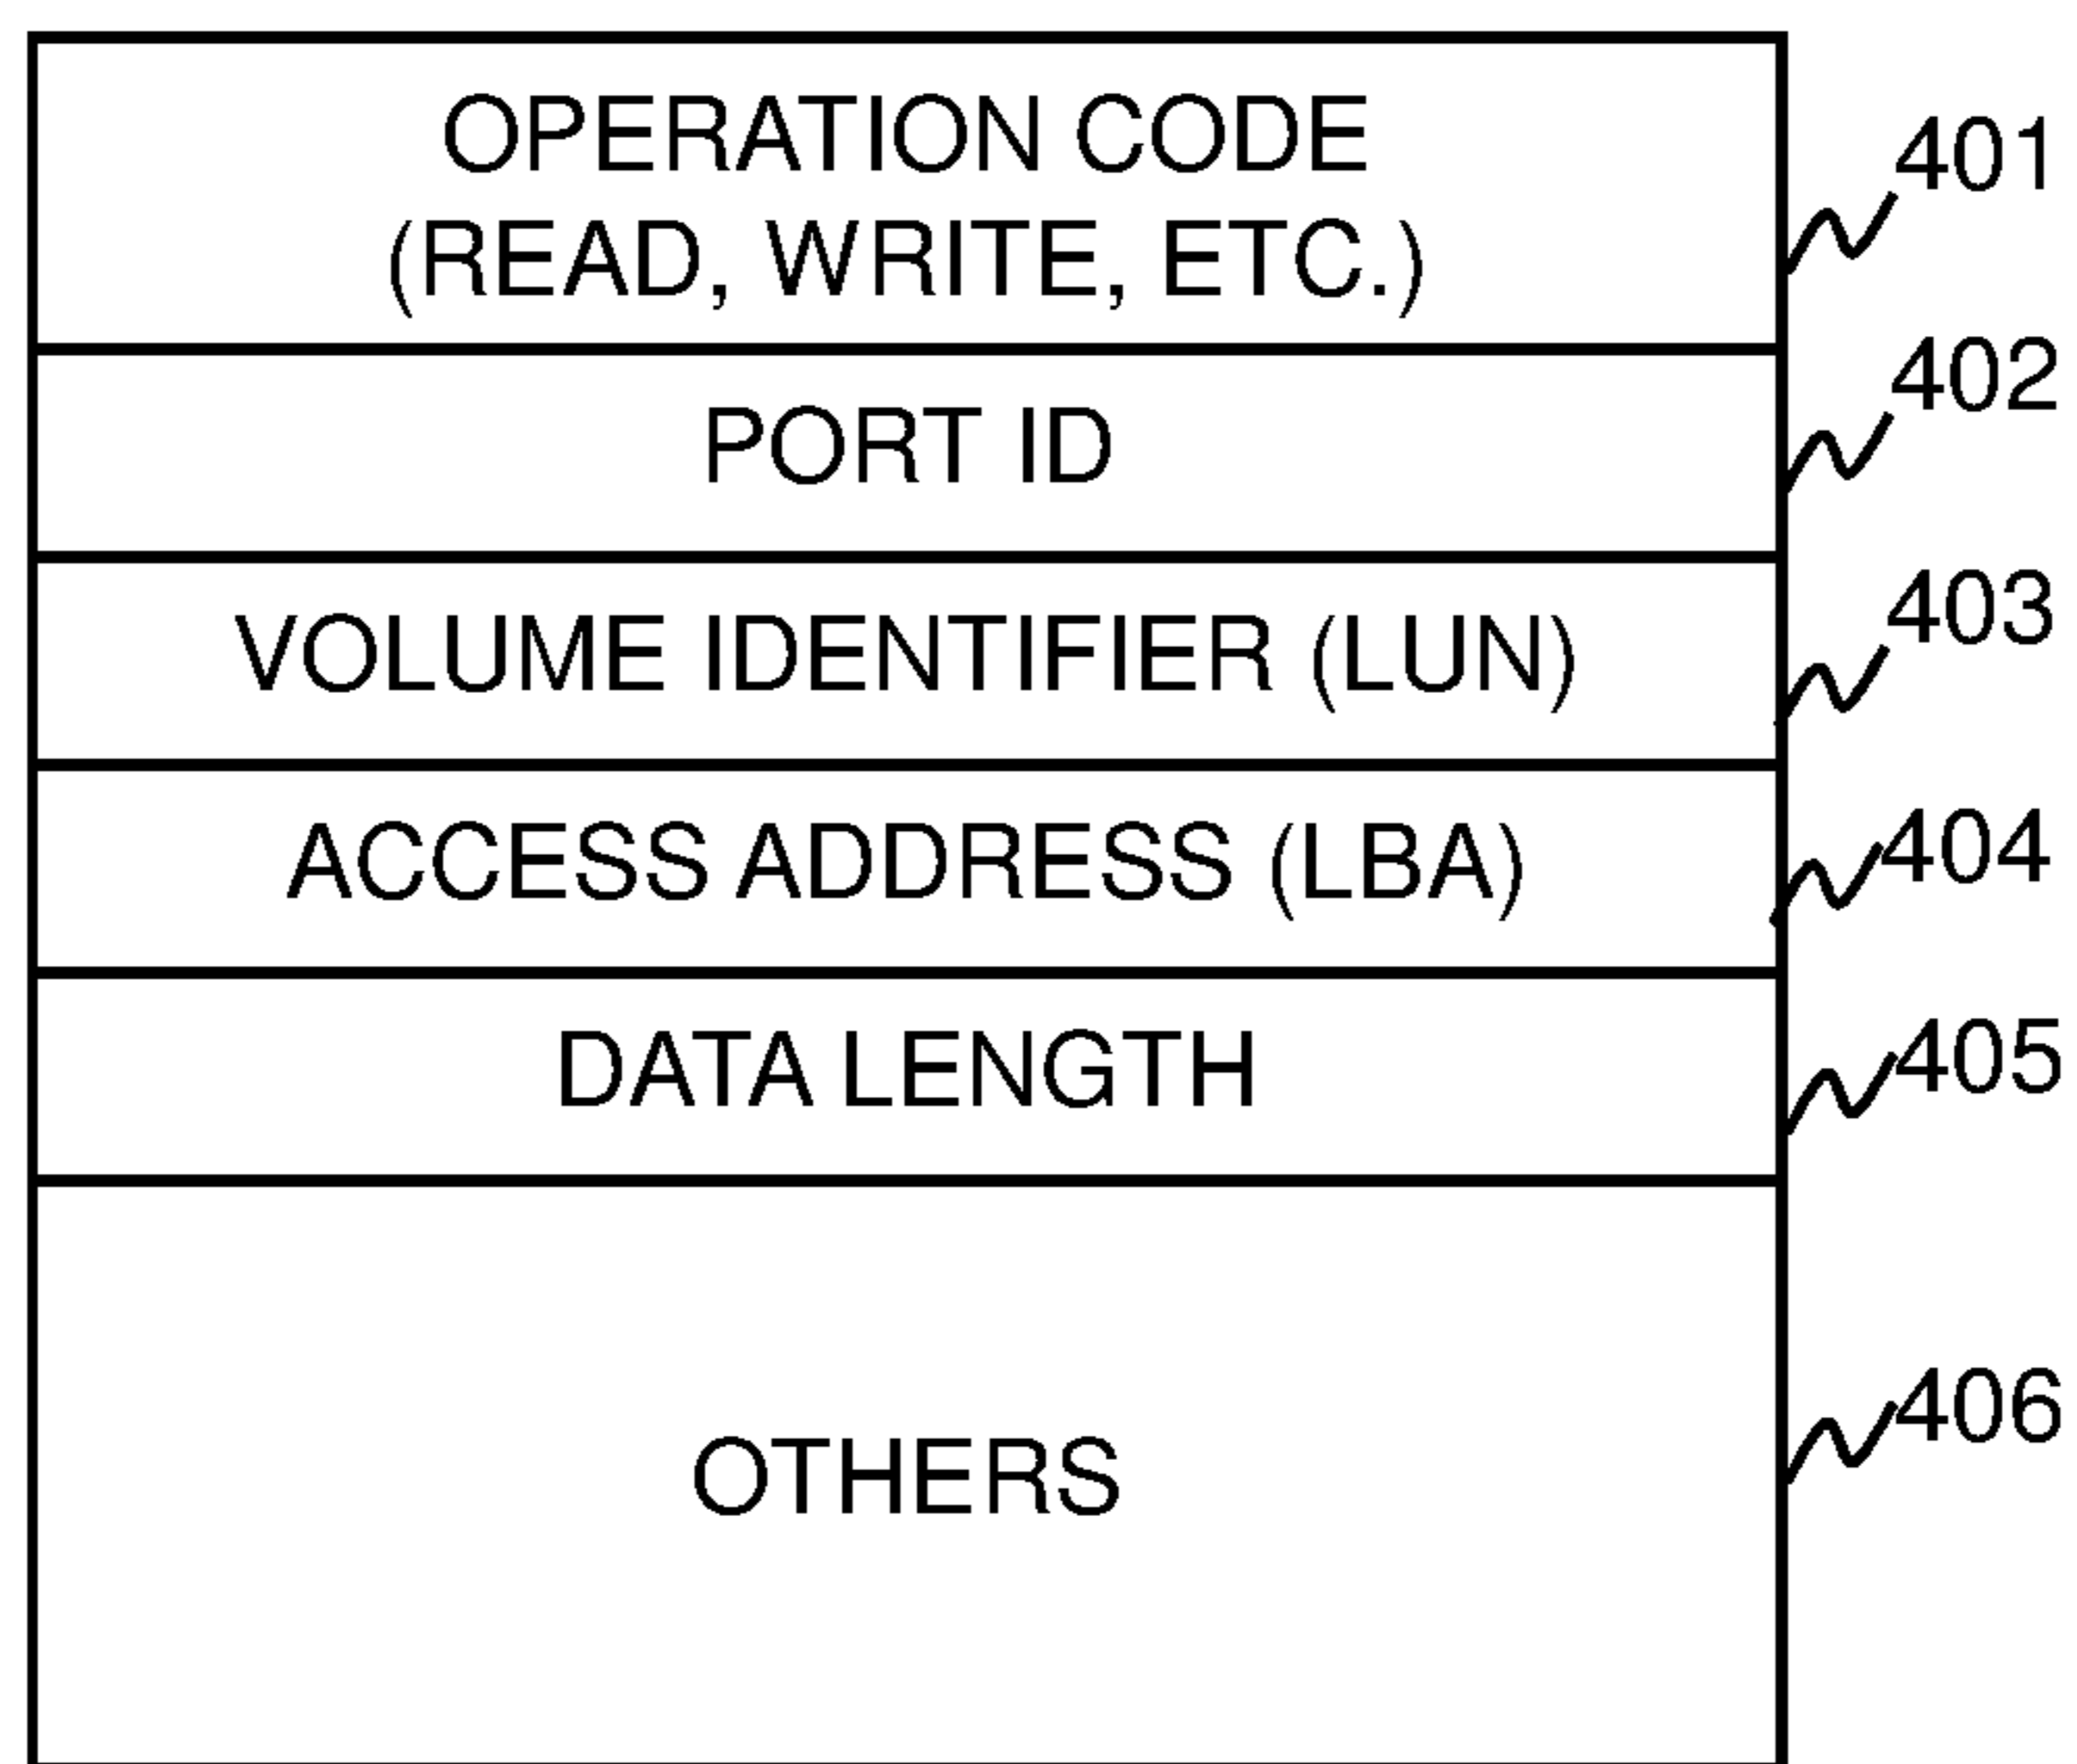 OPERATION CODE
(READ, WRITE, ETC.)
401
PORT ID
402
VOLUME IDENTIFIER (LUN)
403
ACCESS ADDRESS (LBA)
404
DATA LENGTH
405
OTHERS
406